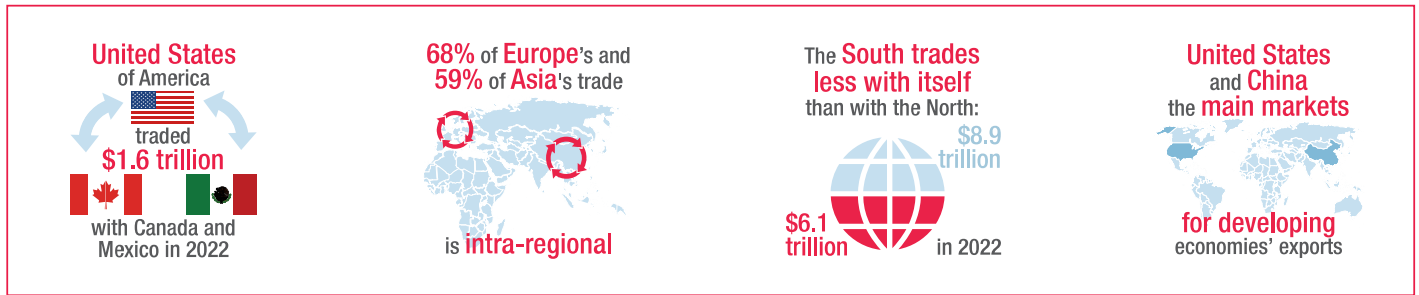 United States
of America
traded
$1.6 trillion
with Canada and
Mexico in 2022
68% of Europe's and
59% of Asia's trade
is intra-regional
The South trades
less with itself
than with the North:
$8.9
trillion
$6.1
trillion
in 2022
United States
and China
the main markets
for developing
economies' exports